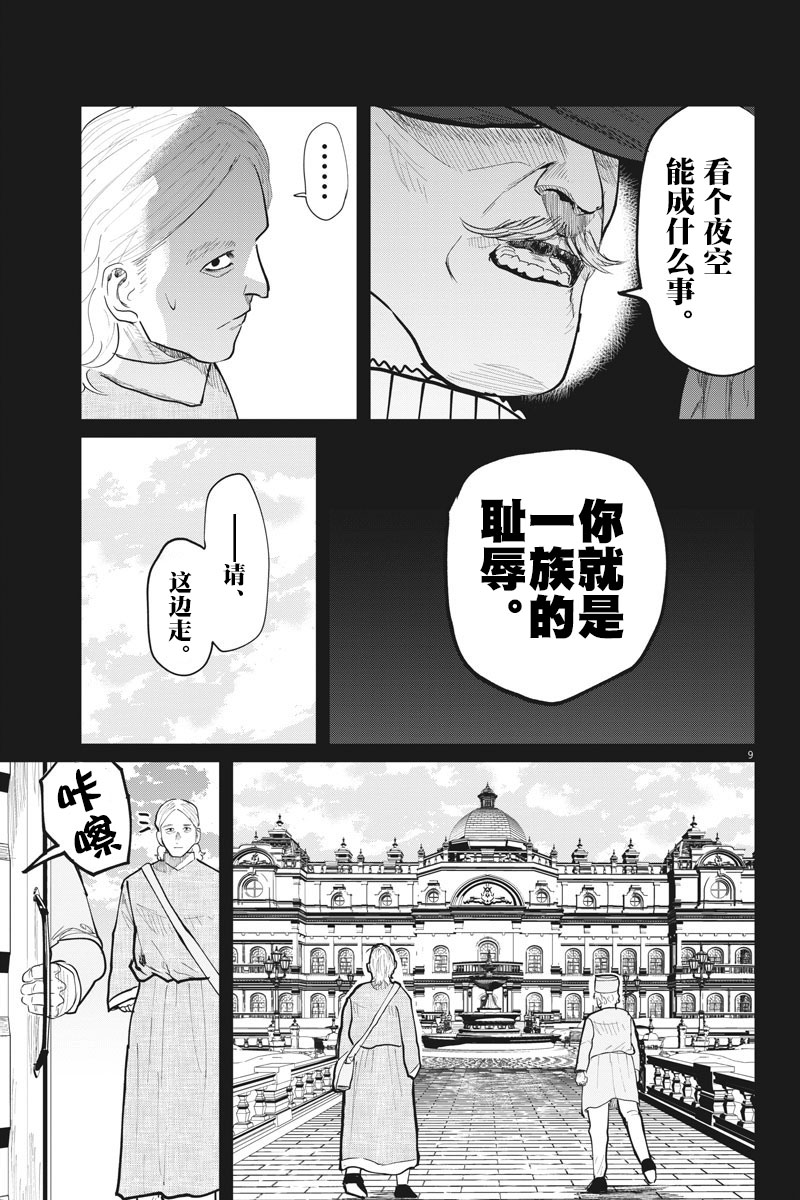 看个夜空
能成什么事。
……
你就是
一族的
耻辱。
——请、
这边走。
9
咔嚓